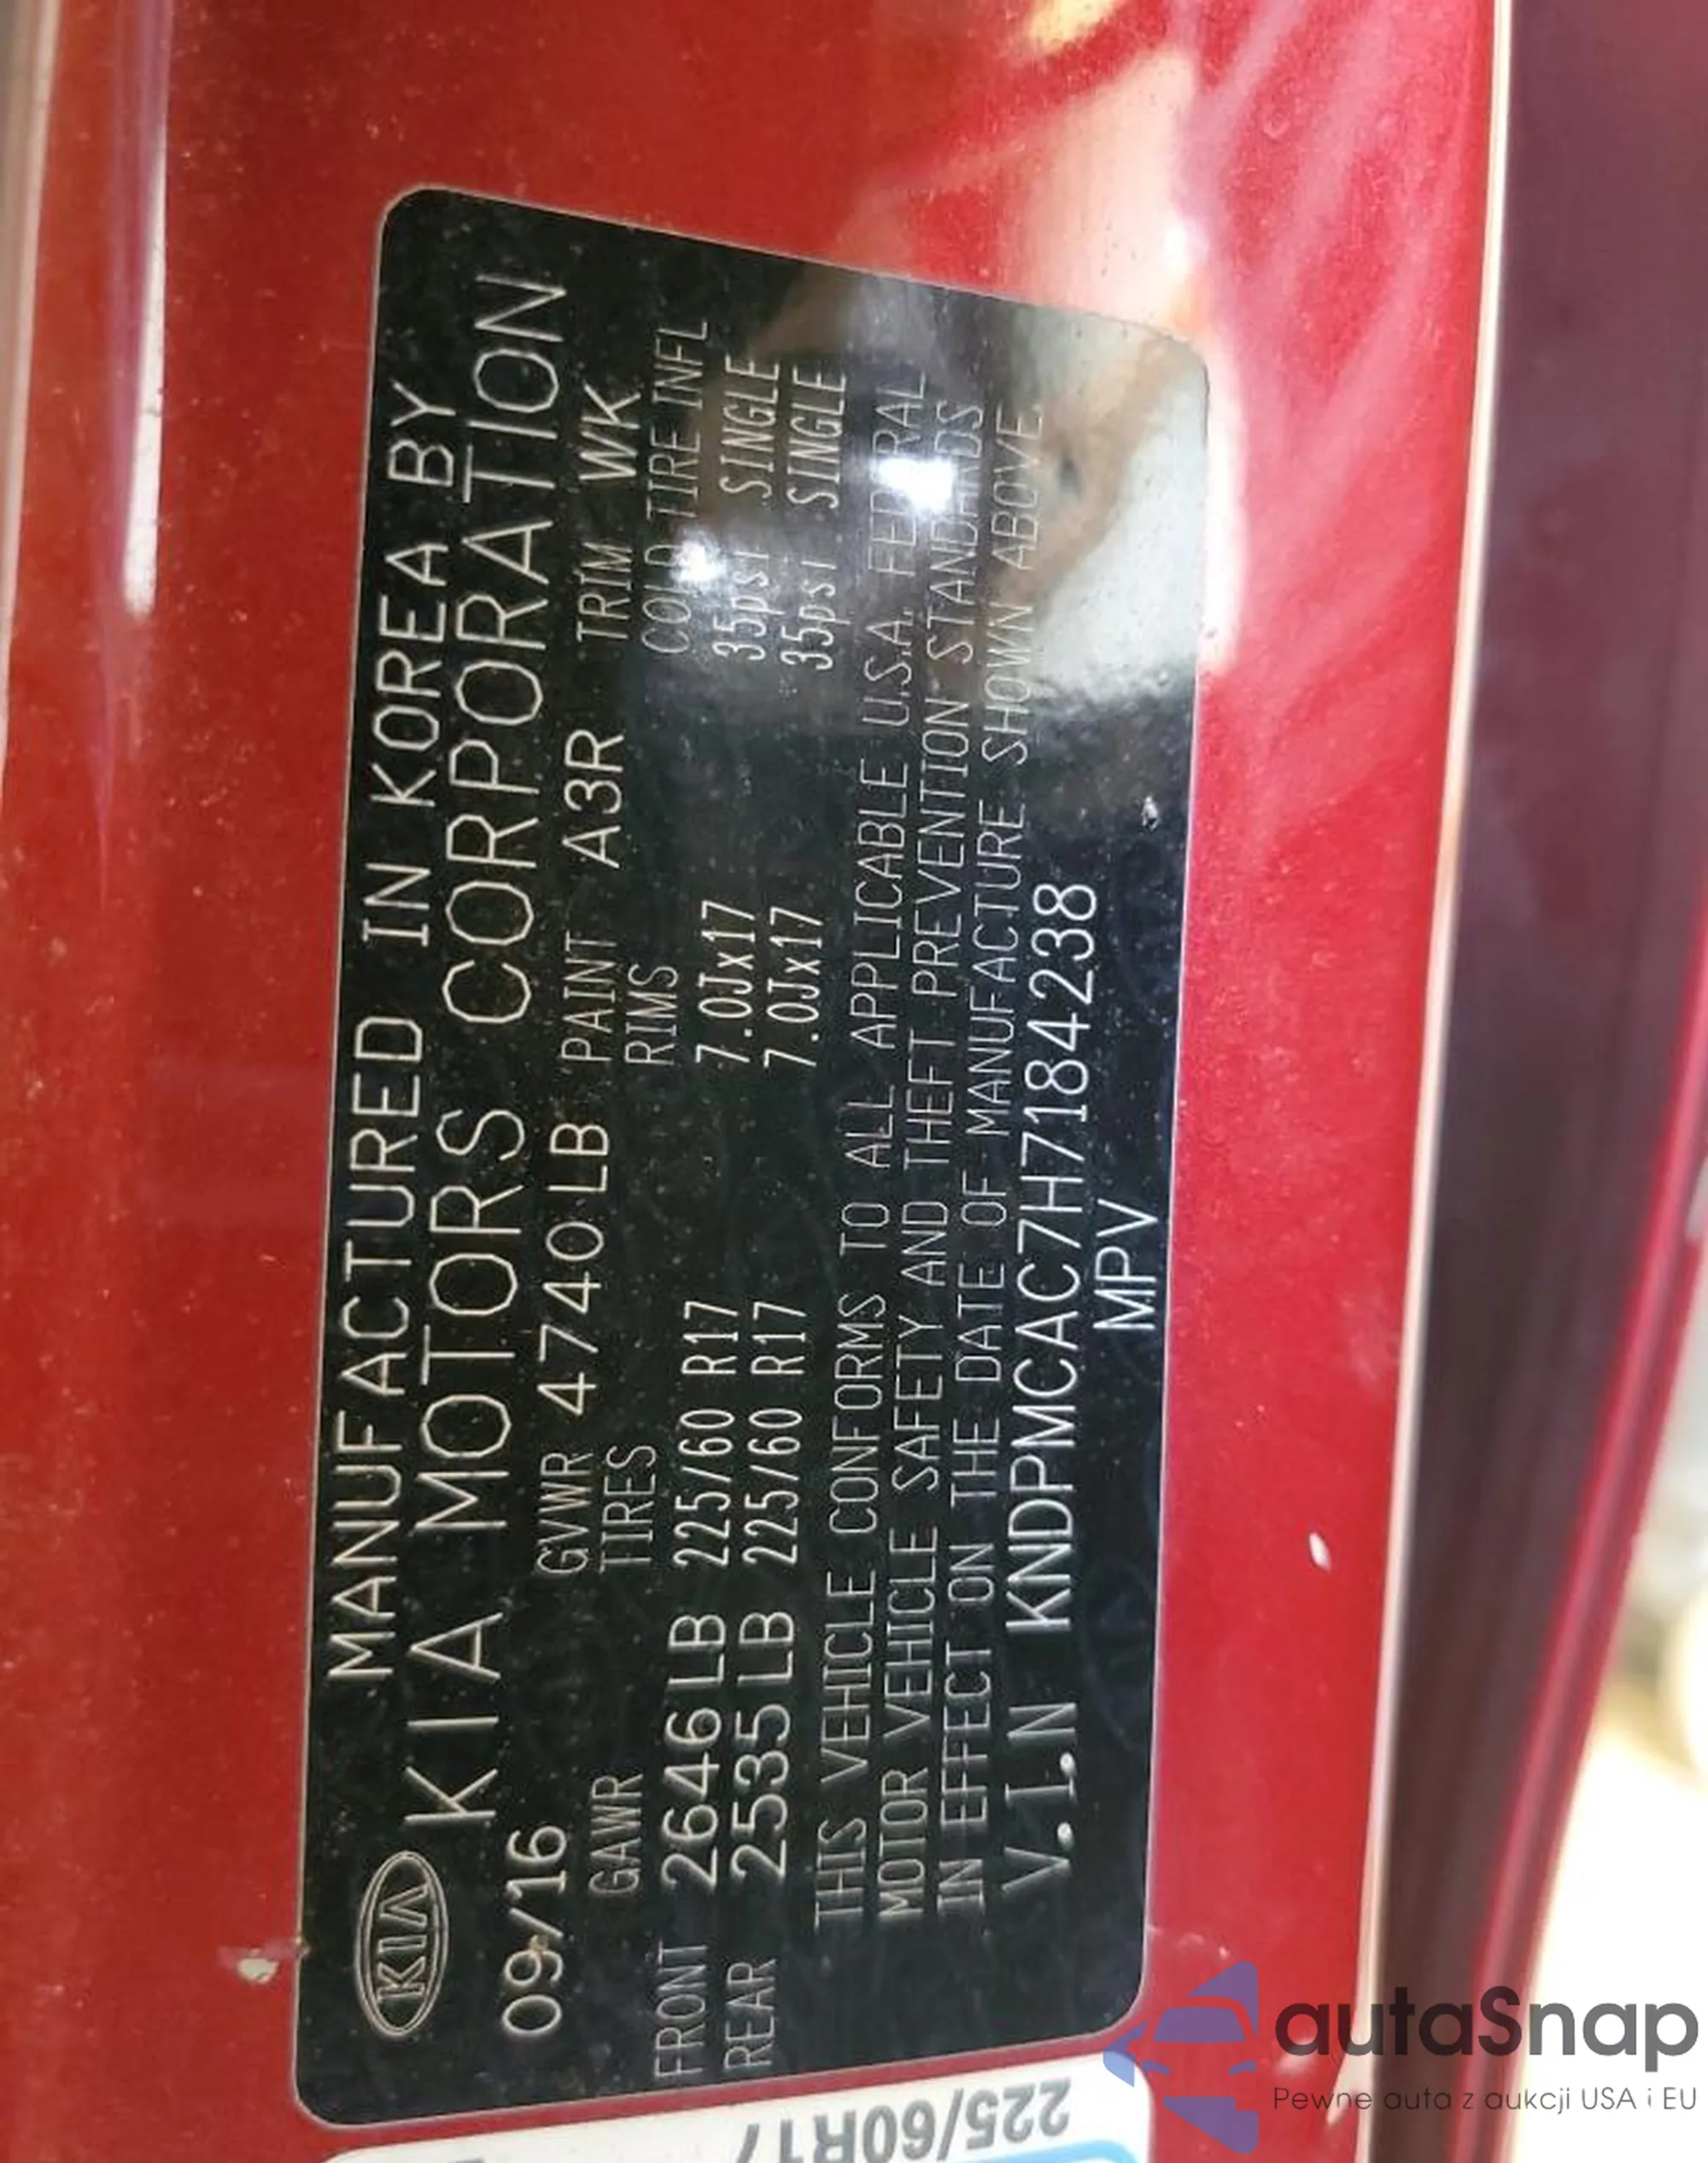 KIA
MANUFACTURED IN KOREA BY
KIA MOTORS CORPORATION
09/16 GVWR 4740LB PAINT A3R TRIM WK
GAWR TIRES RIMS COLD TIRE INFL
FRONT 2646LB 225/60 R17 7.0Jx17 35psi SINGLE
REAR 2535LB 225/60 R17 7.0Jx17 35psi SINGLE
THIS VEHICLE CONFORMS TO ALL APPLICABLE U.S.A. FEDERAL
MOTOR VEHICLE SAFETY AND THEFT PREVENTION STANDARDS
IN EFFECT ON THE DATE OF MANUFACTURE SHOWN ABOVE.
V.I.N KNDPMCAC7H7184238
MPV
225/60R17
autaSnap
Pewne auta z aukcji USA i EU